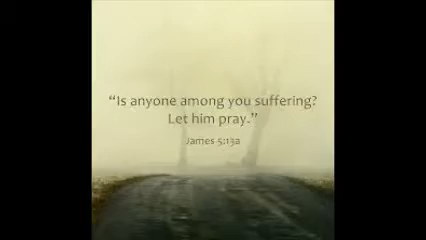 “Is anyone among you suffering?
Let him pray.”
James 5:13a